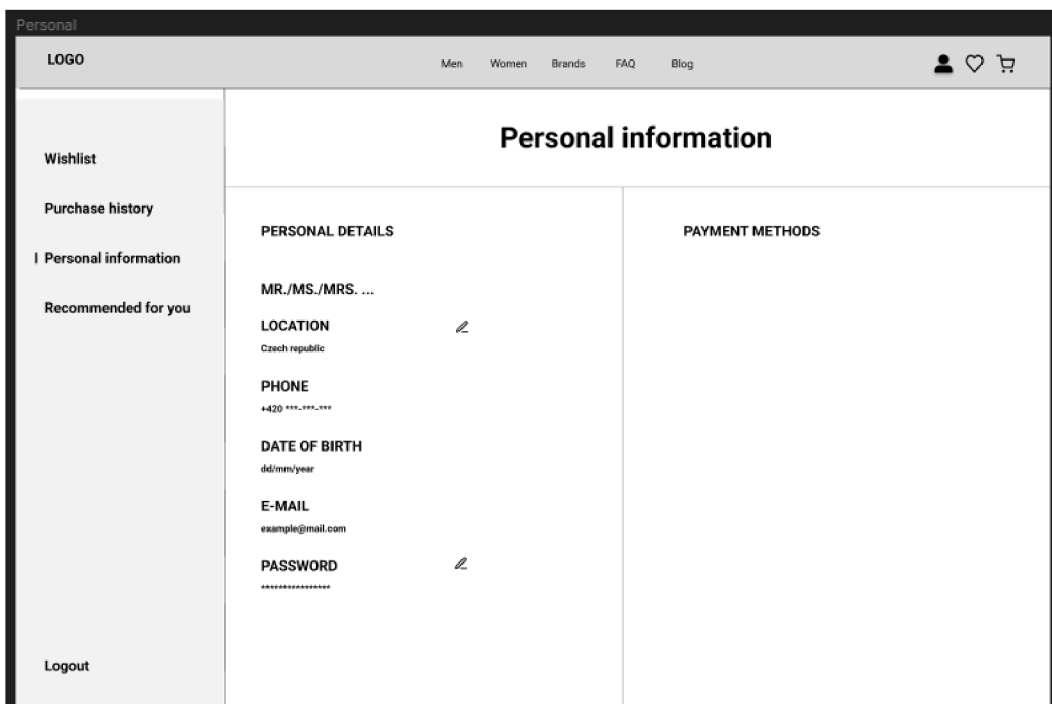 Personal
LOGO
Men Women Brands FAQ Blog
Wishlist
Purchase history
Personal information
Recommended for you
Logout
Personal information
PERSONAL DETAILS
MR./MS./MRS. ...
LOCATION
Czech republic
PHONE
+420 ***-***-***
DATE OF BIRTH
dd/mm/year
E-MAIL
example@mail.com
PASSWORD
****************
PAYMENT METHODS